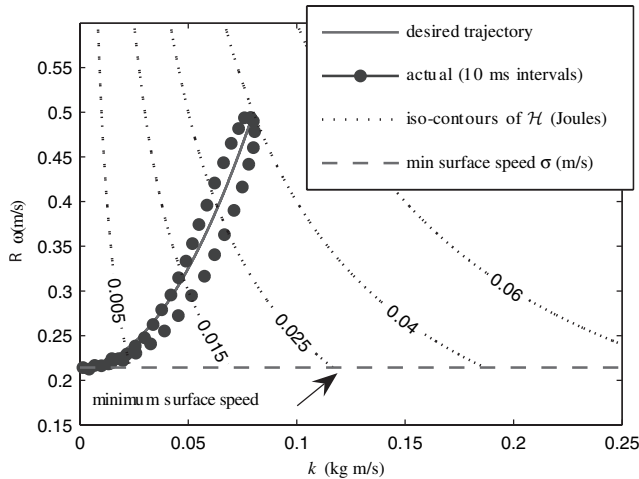 desired trajectory
actual (10 ms intervals)
iso-contours of ℋ (Joules)
min surface speed σ (m/s)
R ω(m/s)
0.55
0.5
0.45
0.4
0.35
0.3
0.25
0.2
0.15
0.005
0.015
0.025
0.04
0.06
minimum surface speed
0
0.05
0.1
0.15
0.2
0.25
k (kg m/s)